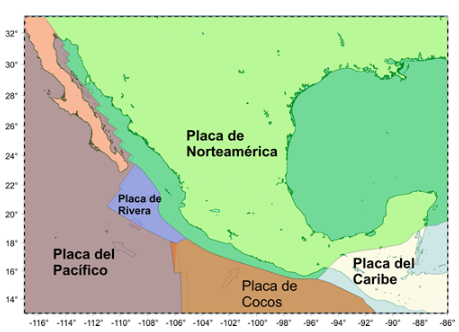 32°
30°
28°
26°
24°
22°
20°
18°
16°
14°
Placa de
Norteamérica
Placa de
Rivera
Placa del
Pacífico
Placa del
Caribe
Placa de
Cocos
-116° -114° -112° -110° -108° -106° -104° -102° -100° -98° -96° -94° -92° -90° -88° -86°